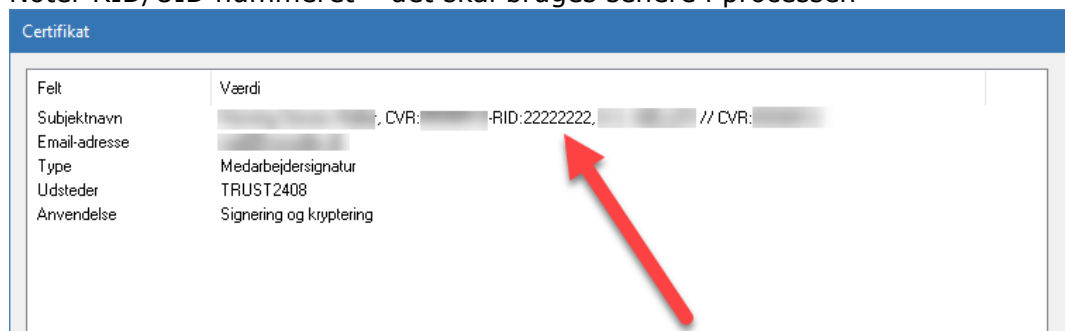 Noter RID/UID nummeret – det skal bruges senere i processen
Certifikat
Felt Værdi
Subjektnavn , CVR: -RID:22222222, // CVR:
Email-adresse
Type Medarbejdersignatur
Udsteder TRUST2408
Anvendelse Signering og kryptering